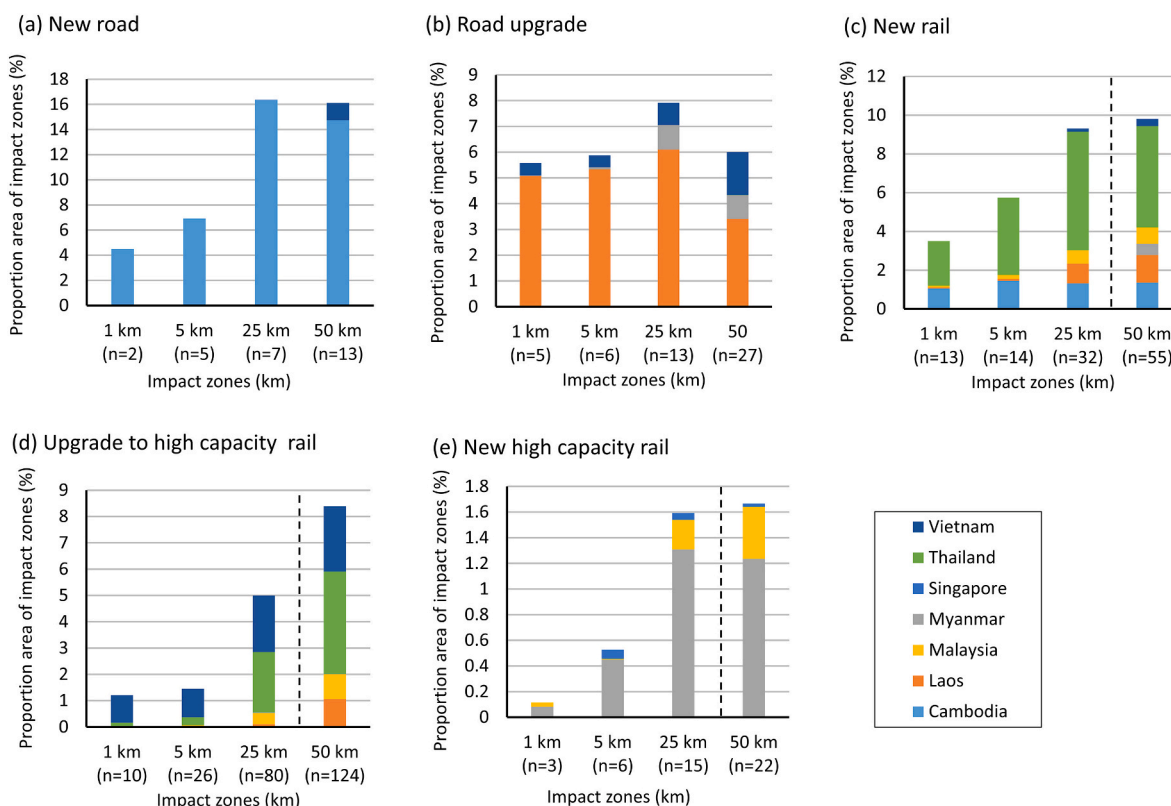 (a) New road
Proportion area of impact zones (%)
18
16
14
12
10
8
6
4
2
0
1 km 5 km 25 km 50 km
(n=2) (n=5) (n=7) (n=13)
Impact zones (km)
(b) Road upgrade
Proportion area of impact zones (%)
9
8
7
6
5
4
3
2
1
0
1 km 5 km 25 km 50
(n=5) (n=6) (n=13) (n=27)
Impact zones (km)
(c) New rail
Proportion area of impact zones (%)
12
10
8
6
4
2
0
1 km 5 km 25 km 50 km
(n=13) (n=14) (n=32) (n=55)
Impact zones (km)
(d) Upgrade to high capacity rail
Proportion area of impact zones (%)
9
8
7
6
5
4
3
2
1
0
1 km 5 km 25 km 50 km
(n=10) (n=26) (n=80) (n=124)
Impact zones (km)
(e) New high capacity rail
Proportion area of impact zones (%)
1.8
1.6
1.4
1.2
1
0.8
0.6
0.4
0.2
0
1 km 5 km 25 km 50 km
(n=3) (n=6) (n=15) (n=22)
Impact zones (km)
Vietnam
Thailand
Singapore
Myanmar
Malaysia
Laos
Cambodia